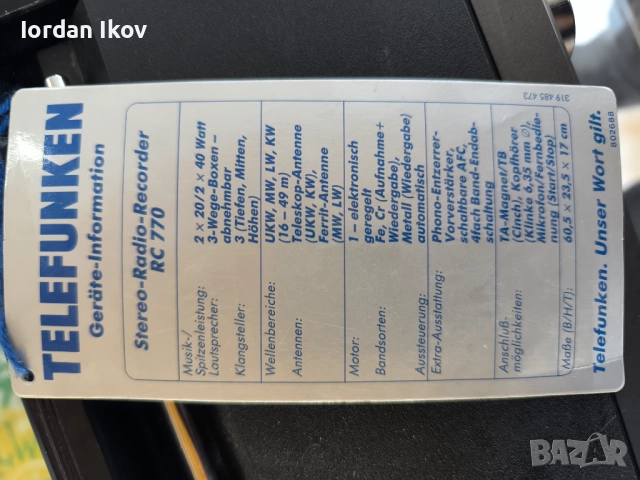 Iordan Ikov
TELEFUNKEN
Geräte-Information
Stereo-Radio-Recorder
RC 770
Musik-/
Spitzenleistung: 2 x 20/2 x 40 Watt
Lautsprecher: 3-Wege-Boxen –
abnehmbar
Klangsteller: 3 (Tiefen, Mitten,
Höhen)
Wellenbereiche: UKW, MW, LW, KW
(16 – 49 m)
Antennen: Teleskop-Antenne
(UKW, KW),
Ferrit-Antenne
(MW, LW)
Motor: 1 – elektronisch
geregelt
Bandsorten: Fe, Cr (Aufnahme+
Wiedergabe),
Metall (Wiedergabe)
Aussteuerung: automatisch
Extra-Ausstattung: Phono-Entzerrer-
Vorverstärker,
schaltbare AFC,
4fach Band-Endab-
schaltung
Anschluß-
möglichkeiten: TA-Magnet/TB
(Cinch), Kopfhörer
(Klinke 6,35 mm ∅),
Mikrofon/Fernbedie-
nung (Start/Stop)
Maße (B/H/T): 60,5 x 23,5 x 17 cm
Telefunken. Unser Wort gilt.
319 485 473
802688
BAZAR